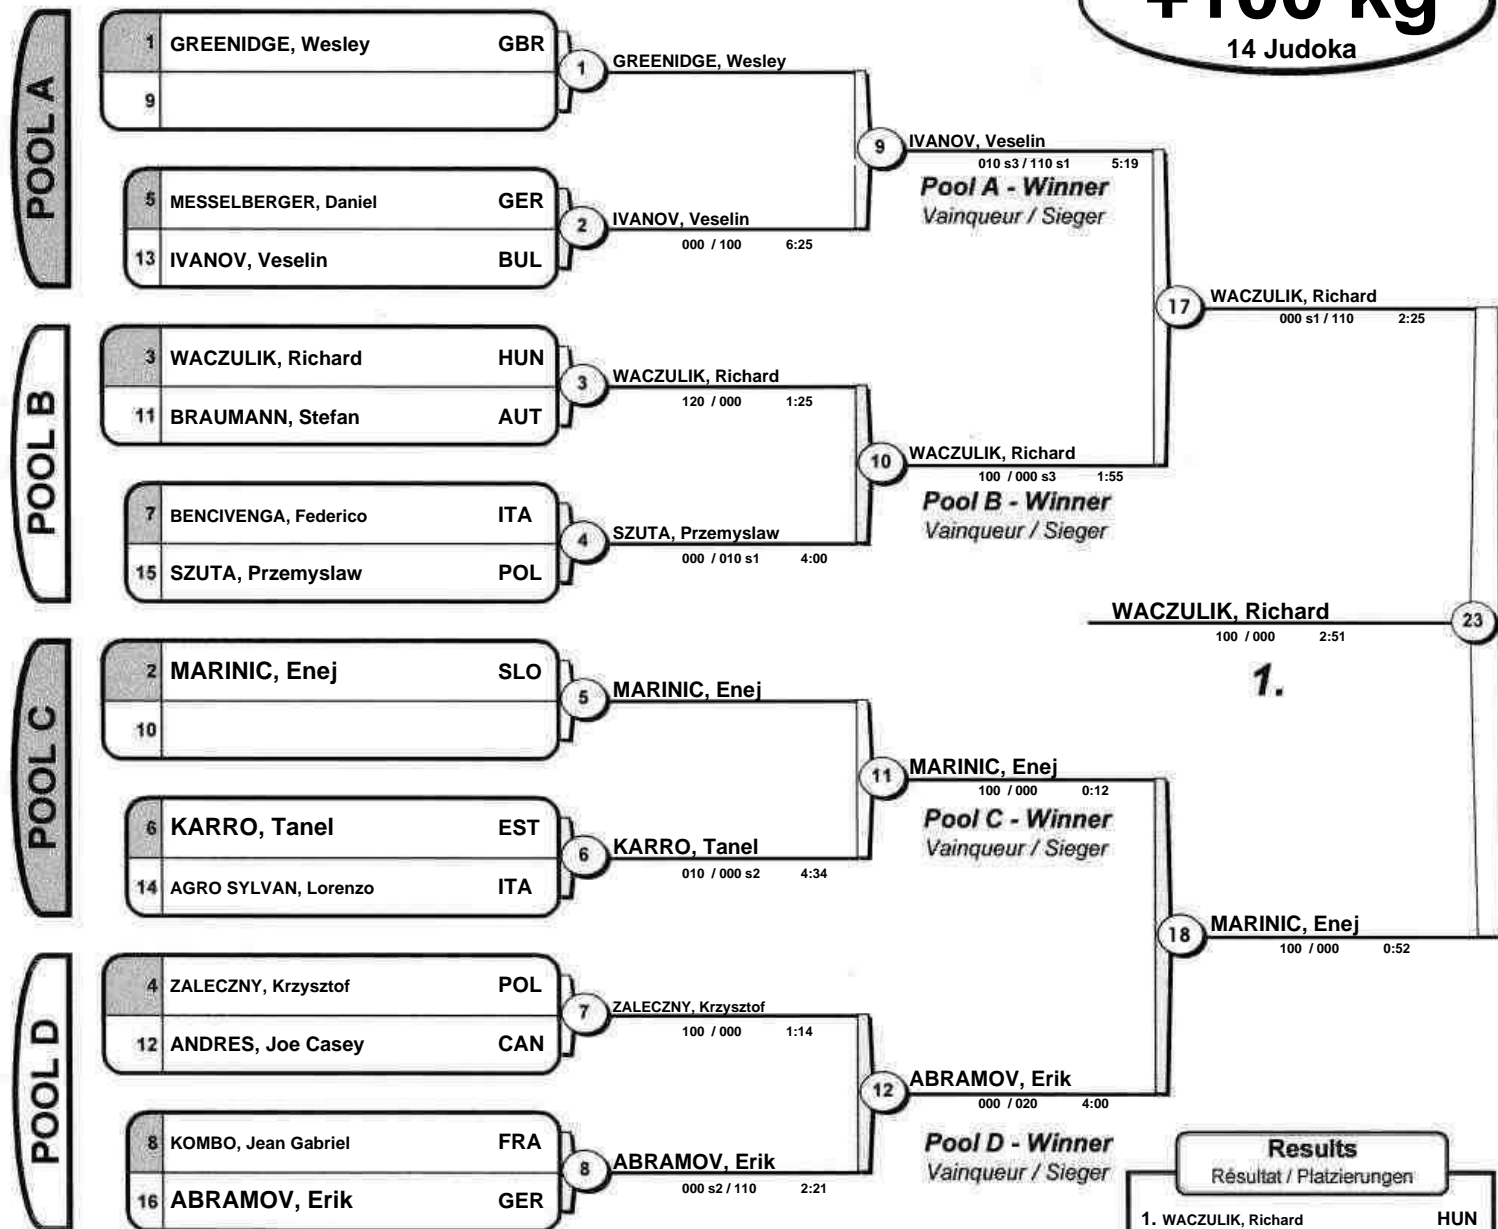 +100 kg
14 Judoka
POOL A
1 GREENIDGE, Wesley GBR
9
1
GREENIDGE, Wesley
5 MESSELBERGER, Daniel GER
13 IVANOV, Veselin BUL
2
IVANOV, Veselin
000 / 100 6:25
9
IVANOV, Veselin
010 s3 / 110 s1 5:19
Pool A - Winner
Vainqueur / Sieger
POOL B
3 WACZULIK, Richard HUN
11 BRAUMANN, Stefan AUT
3
WACZULIK, Richard
120 / 000 1:25
7 BENCIVENGA, Federico ITA
15 SZUTA, Przemyslaw POL
4
SZUTA, Przemyslaw
000 / 010 s1 4:00
10
WACZULIK, Richard
100 / 000 s3 1:55
Pool B - Winner
Vainqueur / Sieger
17
WACZULIK, Richard
000 s1 / 110 2:25
WACZULIK, Richard
100 / 000 2:51
23
1.
POOL C
2 MARINIC, Enej SLO
10
5
MARINIC, Enej
6 KARRO, Tanel EST
14 AGRO SYLVAN, Lorenzo ITA
6
KARRO, Tanel
010 / 000 s2 4:34
11
MARINIC, Enej
100 / 000 0:12
Pool C - Winner
Vainqueur / Sieger
POOL D
4 ZALECZNY, Krzysztof POL
12 ANDRES, Joe Casey CAN
7
ZALECZNY, Krzysztof
100 / 000 1:14
8 KOMBO, Jean Gabriel FRA
16 ABRAMOV, Erik GER
8
ABRAMOV, Erik
000 s2 / 110 2:21
12
ABRAMOV, Erik
000 / 020 4:00
Pool D - Winner
Vainqueur / Sieger
18
MARINIC, Enej
100 / 000 0:52
Results
Résultat / Platzierungen
1. WACZULIK, Richard HUN